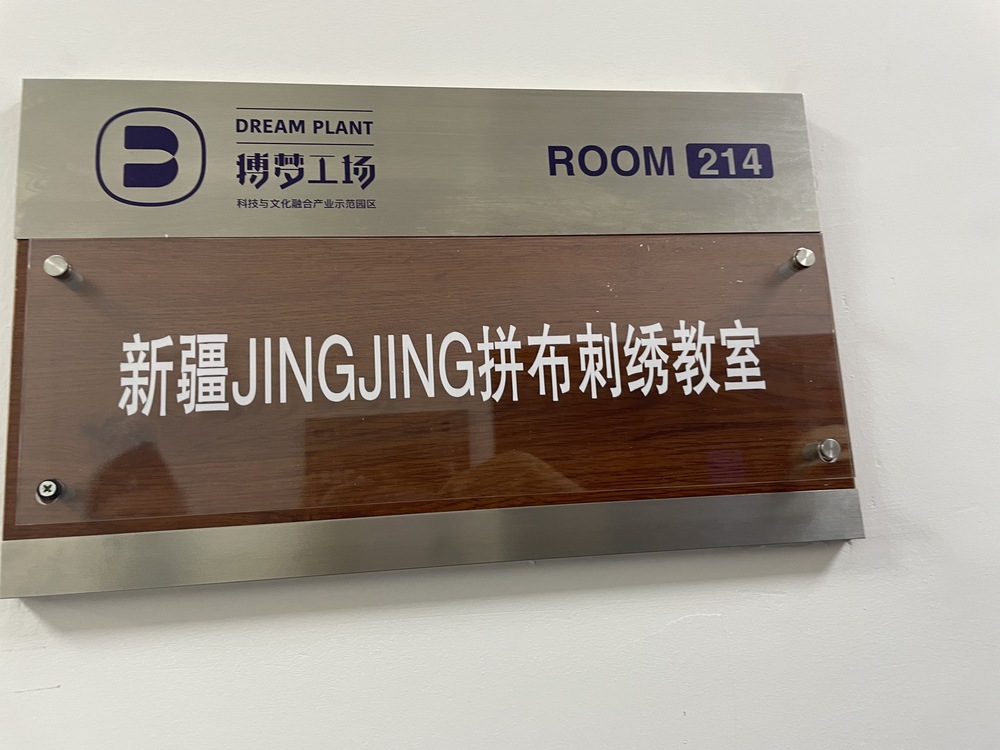 DREAM PLANT
搏梦工场
科技与文化融合产业示范园区
ROOM 214
新疆JINGJING拼布刺绣教室